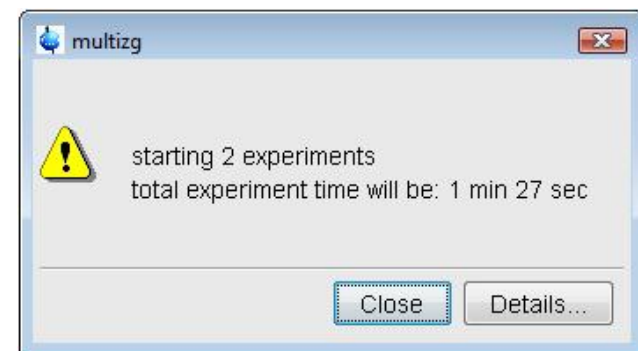 multizg
starting 2 experiments
total experiment time will be: 1 min 27 sec
Close Details...